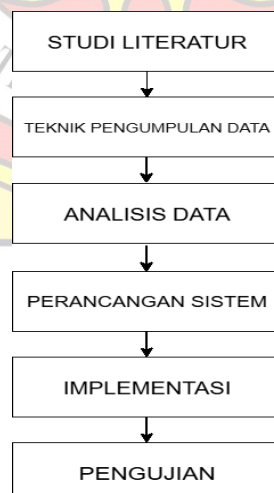 STUDI LITERATUR
TEKNIK PENGUMPULAN DATA
ANALISIS DATA
PERANCANGAN SISTEM
IMPLEMENTASI
PENGUJIAN